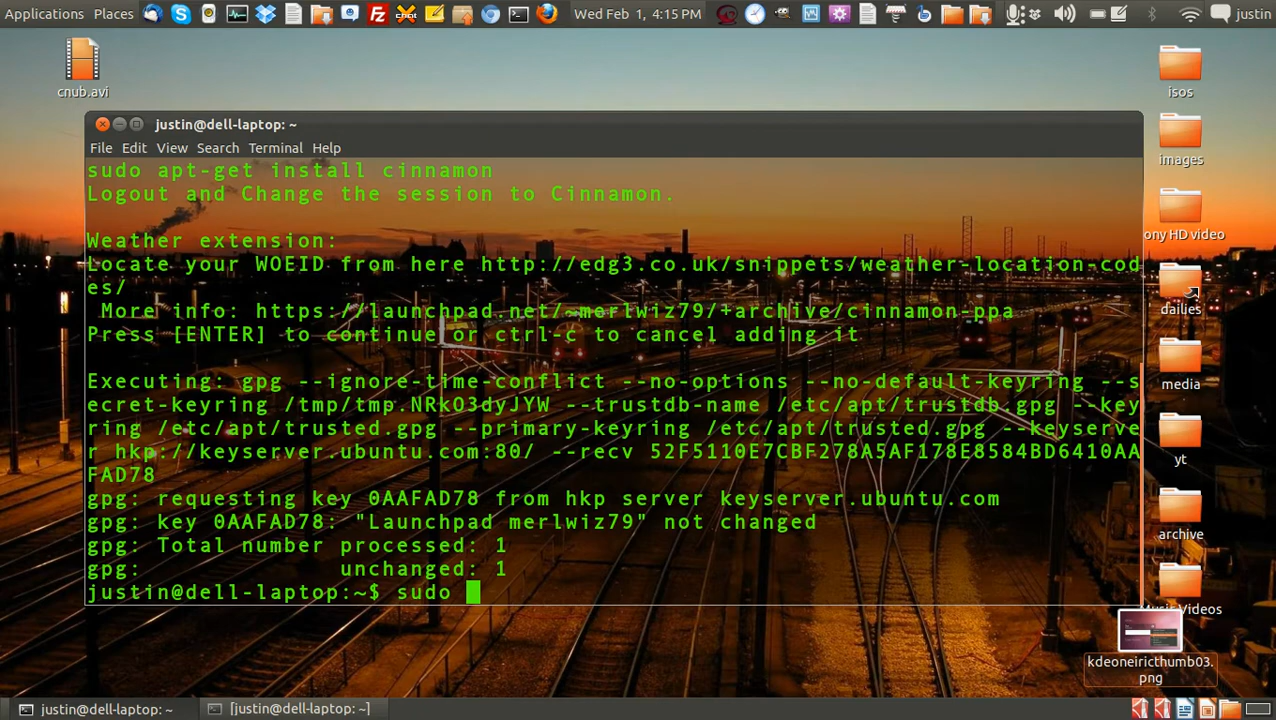 Applications Places
Wed Feb 1, 4:15 PM
justin
cnub.avi
isos
images
ony HD video
dailies
media
yt
archive
Music Videos
kdeoneiricthumb03.
png
justin@dell-laptop: ~
File Edit View Search Terminal Help
sudo apt-get install cinnamon
Logout and Change the session to Cinnamon.
Weather extension:
Locate your WOEID from here http://edg3.co.uk/snippets/weather-location-cod
es/
More info: https://launchpad.net/~merlwiz79/+archive/cinnamon-ppa
Press [ENTER] to continue or ctrl-c to cancel adding it
Executing: gpg --ignore-time-conflict --no-options --no-default-keyring --s
ecret-keyring /tmp/tmp.NRkO3dyJYW --trustdb-name /etc/apt/trustdb.gpg --key
ring /etc/apt/trusted.gpg --primary-keyring /etc/apt/trusted.gpg --keyserve
r hkp://keyserver.ubuntu.com:80/ --recv 52F5110E7CBF278A5AF178E8584BD6410AA
FAD78
gpg: requesting key 0AAFAD78 from hkp server keyserver.ubuntu.com
gpg: key 0AAFAD78: "Launchpad merlwiz79" not changed
gpg: Total number processed: 1
gpg: unchanged: 1
justin@dell-laptop:~$ sudo
justin@dell-laptop: ~
[justin@dell-laptop: ~]